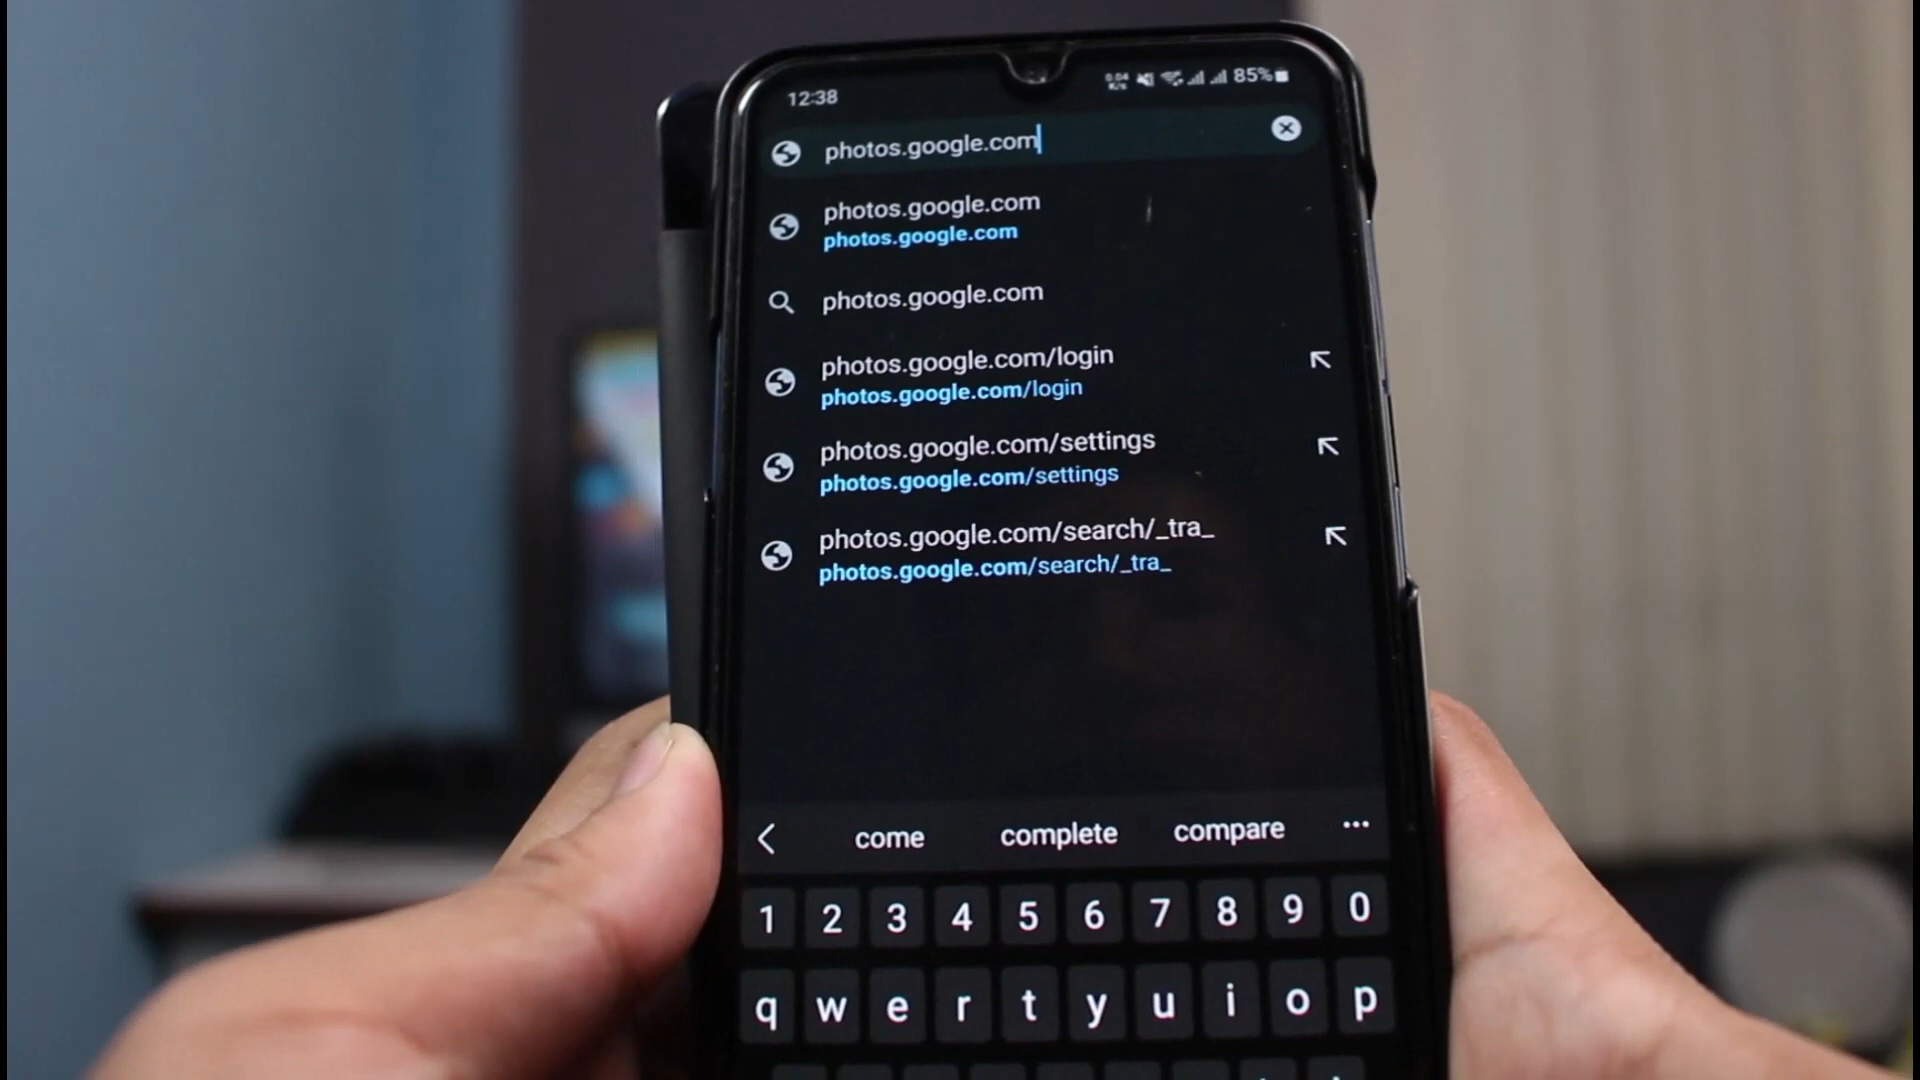 12:38
0.04
K/s
85%
photos.google.com
photos.google.com
photos.google.com
photos.google.com
photos.google.com/login
photos.google.com/login
photos.google.com/settings
photos.google.com/settings
photos.google.com/search/_tra_
photos.google.com/search/_tra_
come complete compare
1 2 3 4 5 6 7 8 9 0
q w e r t y u i o p